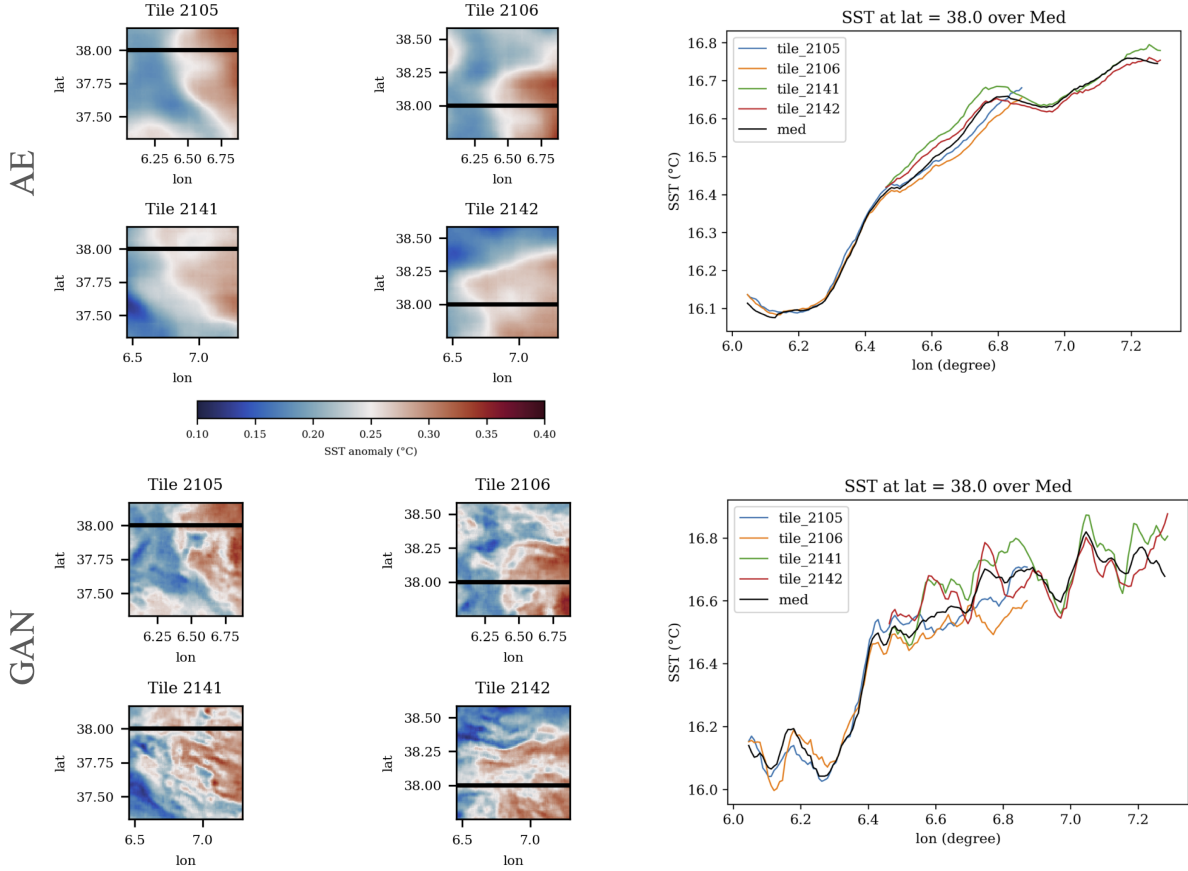 AE
Tile 2105
lat
38.00
37.75
37.50
6.25 6.50 6.75
lon
Tile 2106
lat
38.50
38.25
38.00
6.25 6.50 6.75
lon
Tile 2141
lat
38.00
37.75
37.50
6.5 7.0
lon
Tile 2142
lat
38.50
38.25
38.00
6.5 7.0
lon
SST at lat = 38.0 over Med
tile_2105
tile_2106
tile_2141
tile_2142
med
SST (°C)
16.8
16.7
16.6
16.5
16.4
16.3
16.2
16.1
6.0 6.2 6.4 6.6 6.8 7.0 7.2
lon (degree)
0.10 0.15 0.20 0.25 0.30 0.35 0.40
SST anomaly (°C)
GAN
Tile 2105
lat
38.00
37.75
37.50
6.25 6.50 6.75
lon
Tile 2106
lat
38.50
38.25
38.00
6.25 6.50 6.75
lon
Tile 2141
lat
38.00
37.75
37.50
6.5 7.0
lon
Tile 2142
lat
38.50
38.25
38.00
6.5 7.0
lon
SST at lat = 38.0 over Med
tile_2105
tile_2106
tile_2141
tile_2142
med
SST (°C)
16.8
16.6
16.4
16.2
16.0
6.0 6.2 6.4 6.6 6.8 7.0 7.2
lon (degree)